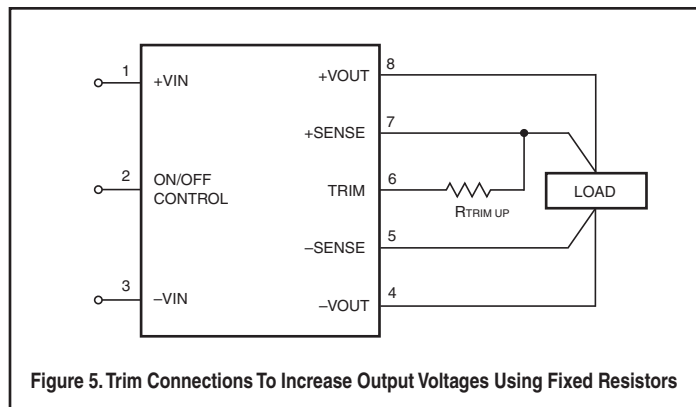 1 +VIN
+VOUT 8
+SENSE 7
2 ON/OFF
CONTROL
TRIM 6
RTRIM UP
LOAD
–SENSE 5
3 –VIN
–VOUT 4
Figure 5. Trim Connections To Increase Output Voltages Using Fixed Resistors